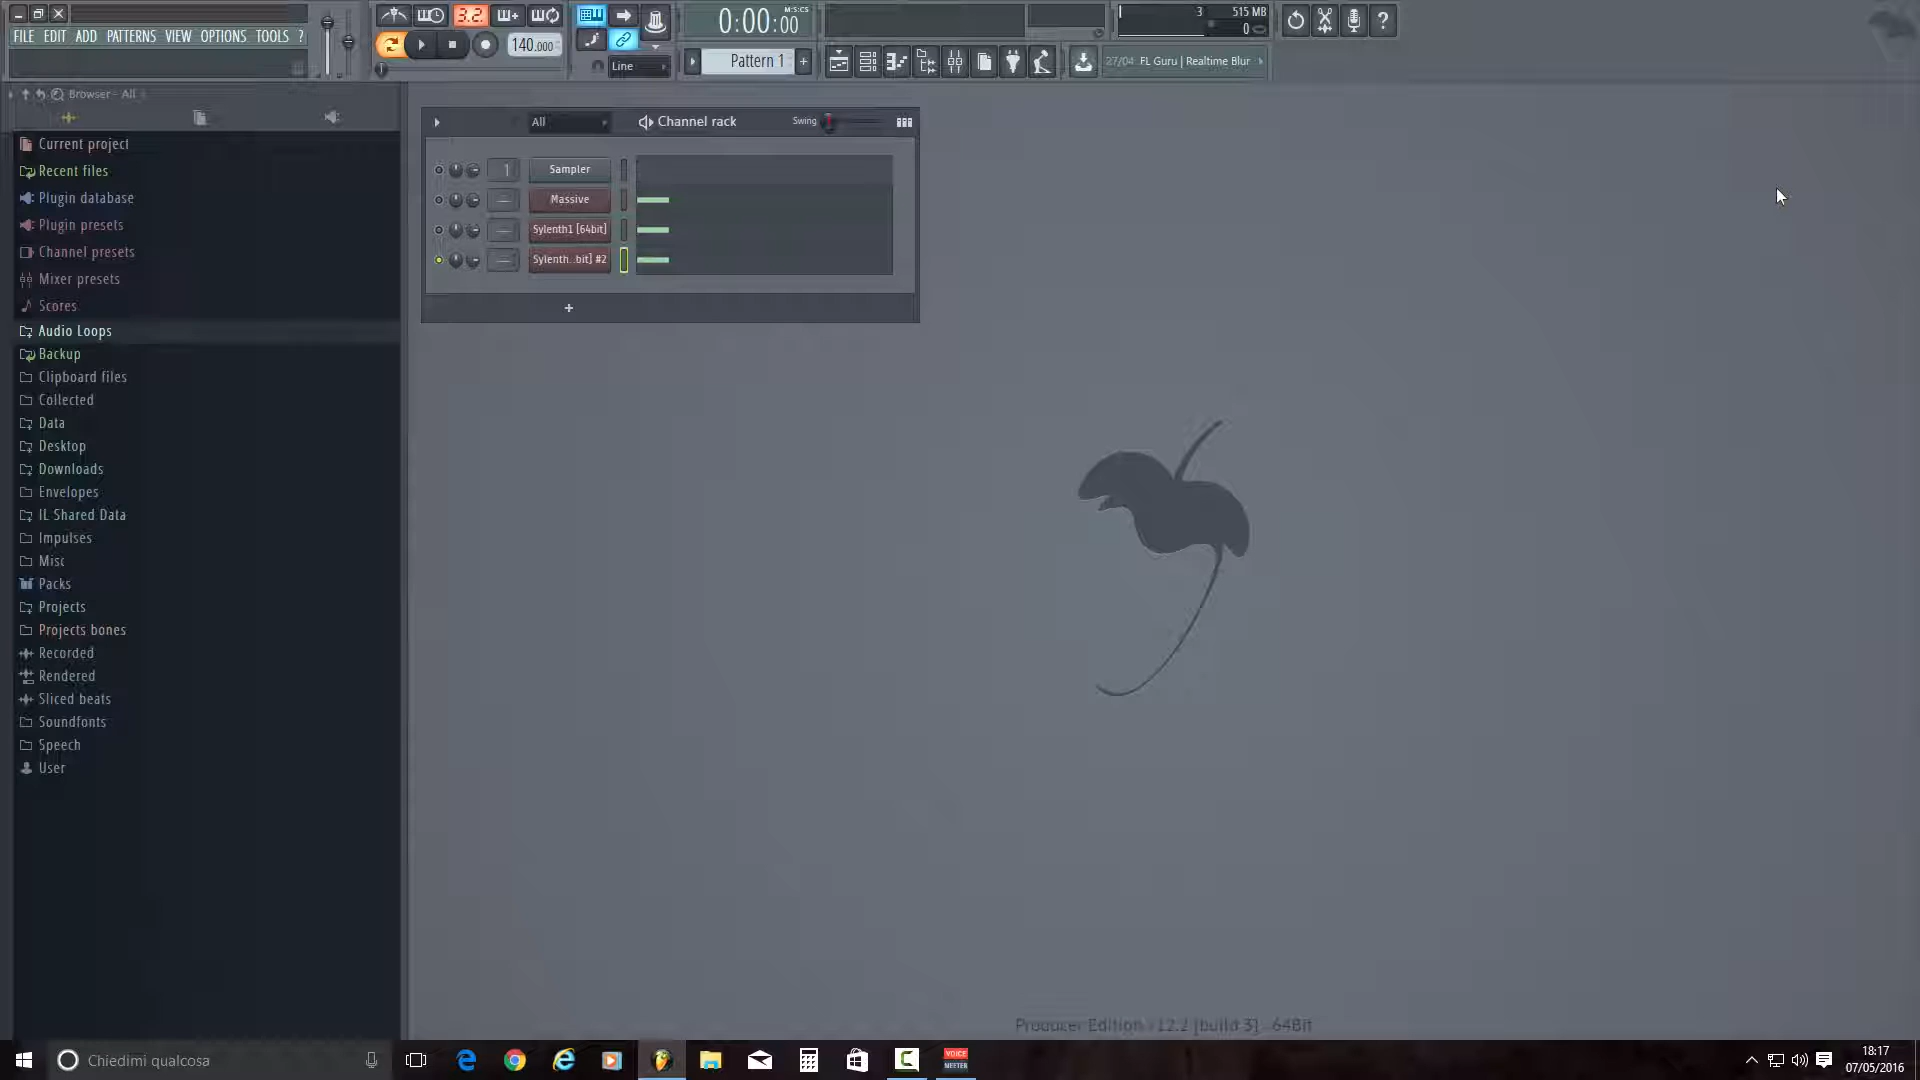 FILE EDIT ADD PATTERNS VIEW OPTIONS TOOLS ?
3.2.
140.000
Line
0:00:00
M:S:CS
Pattern 1
+
3
515 MB
0
?
27/04 FL Guru | Realtime Blur
Browser - All
Current project
Recent files
Plugin database
Plugin presets
Channel presets
Mixer presets
Scores
Audio Loops
Backup
Clipboard files
Collected
Data
Desktop
Downloads
Envelopes
IL Shared Data
Impulses
Misc
Packs
Projects
Projects bones
Recorded
Rendered
Sliced beats
Soundfonts
Speech
User
All
Channel rack
Swing
1
Sampler
Massive
Sylenth1 [64bit]
Sylenth..bit] #2
+
Producer Edition v12.2 [build 3] - 64Bit
Chiedimi qualcosa
VOICE
MEETER
18:17
07/05/2016